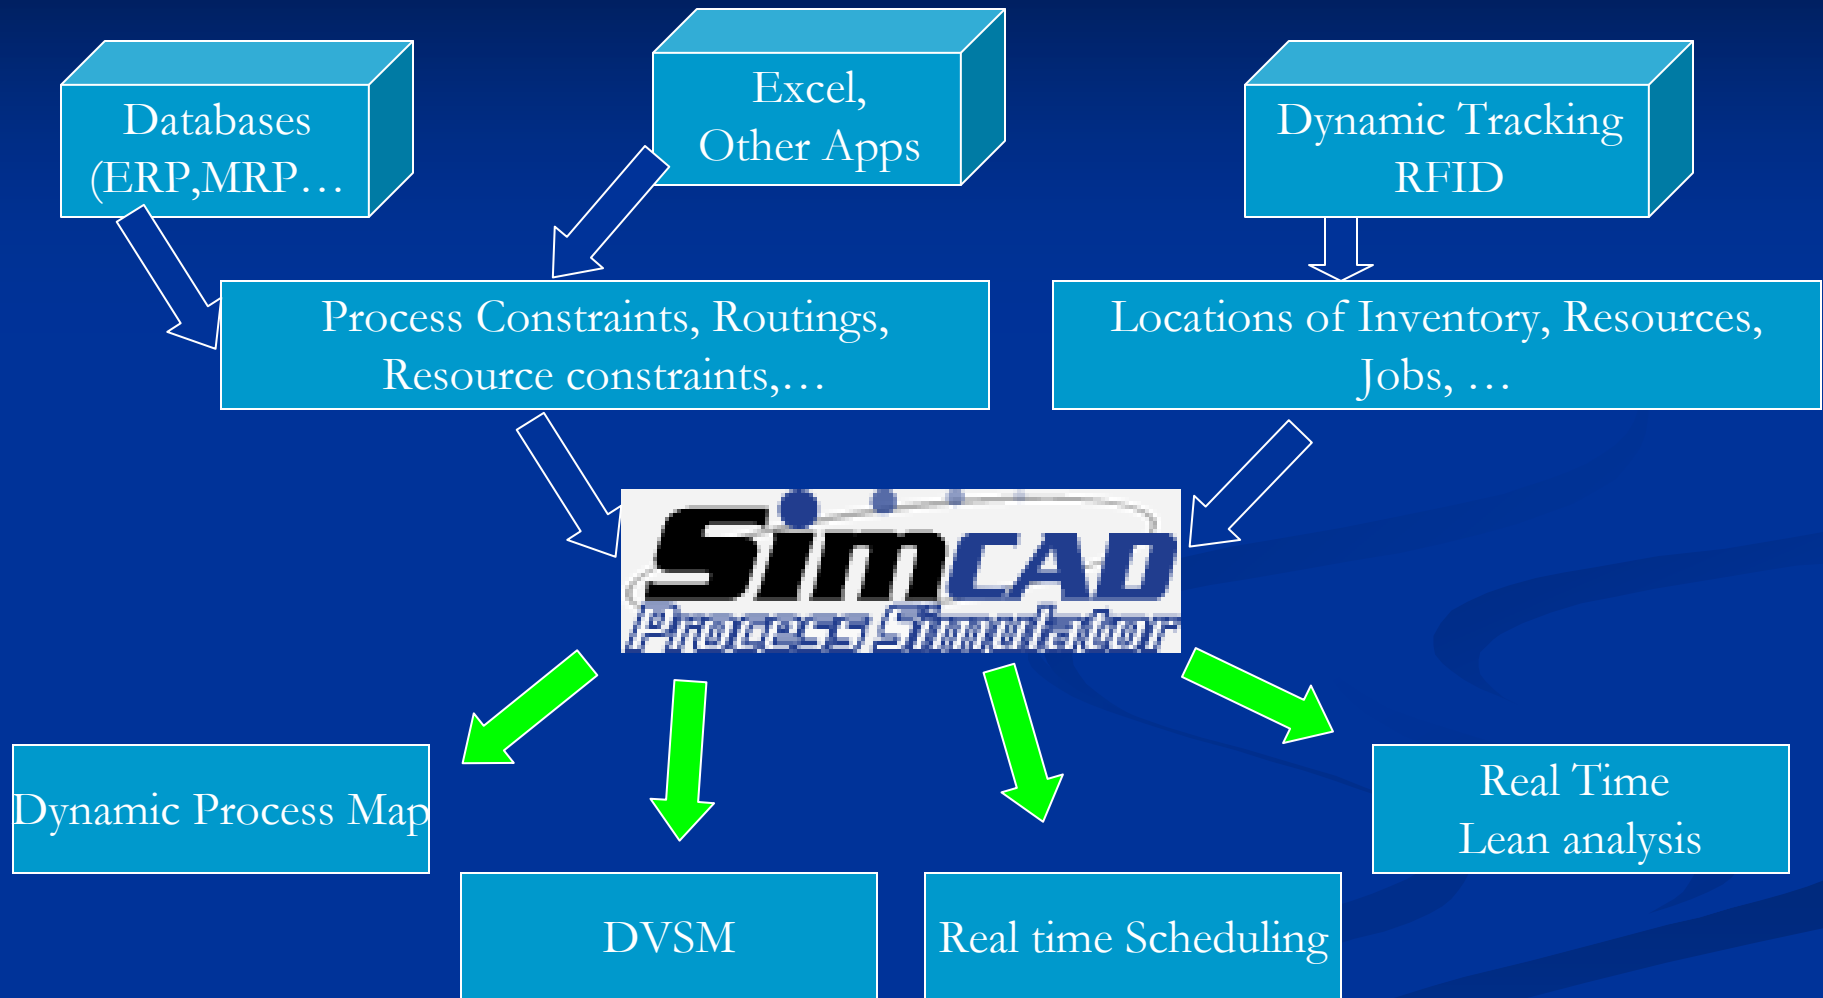 Databases
(ERP,MRP…
Excel,
Other Apps
Dynamic Tracking
RFID
Process Constraints, Routings,
Resource constraints,…
Locations of Inventory, Resources,
Jobs, …
SimCAD
Process Simulator
Dynamic Process Map
DVSM
Real time Scheduling
Real Time
Lean analysis